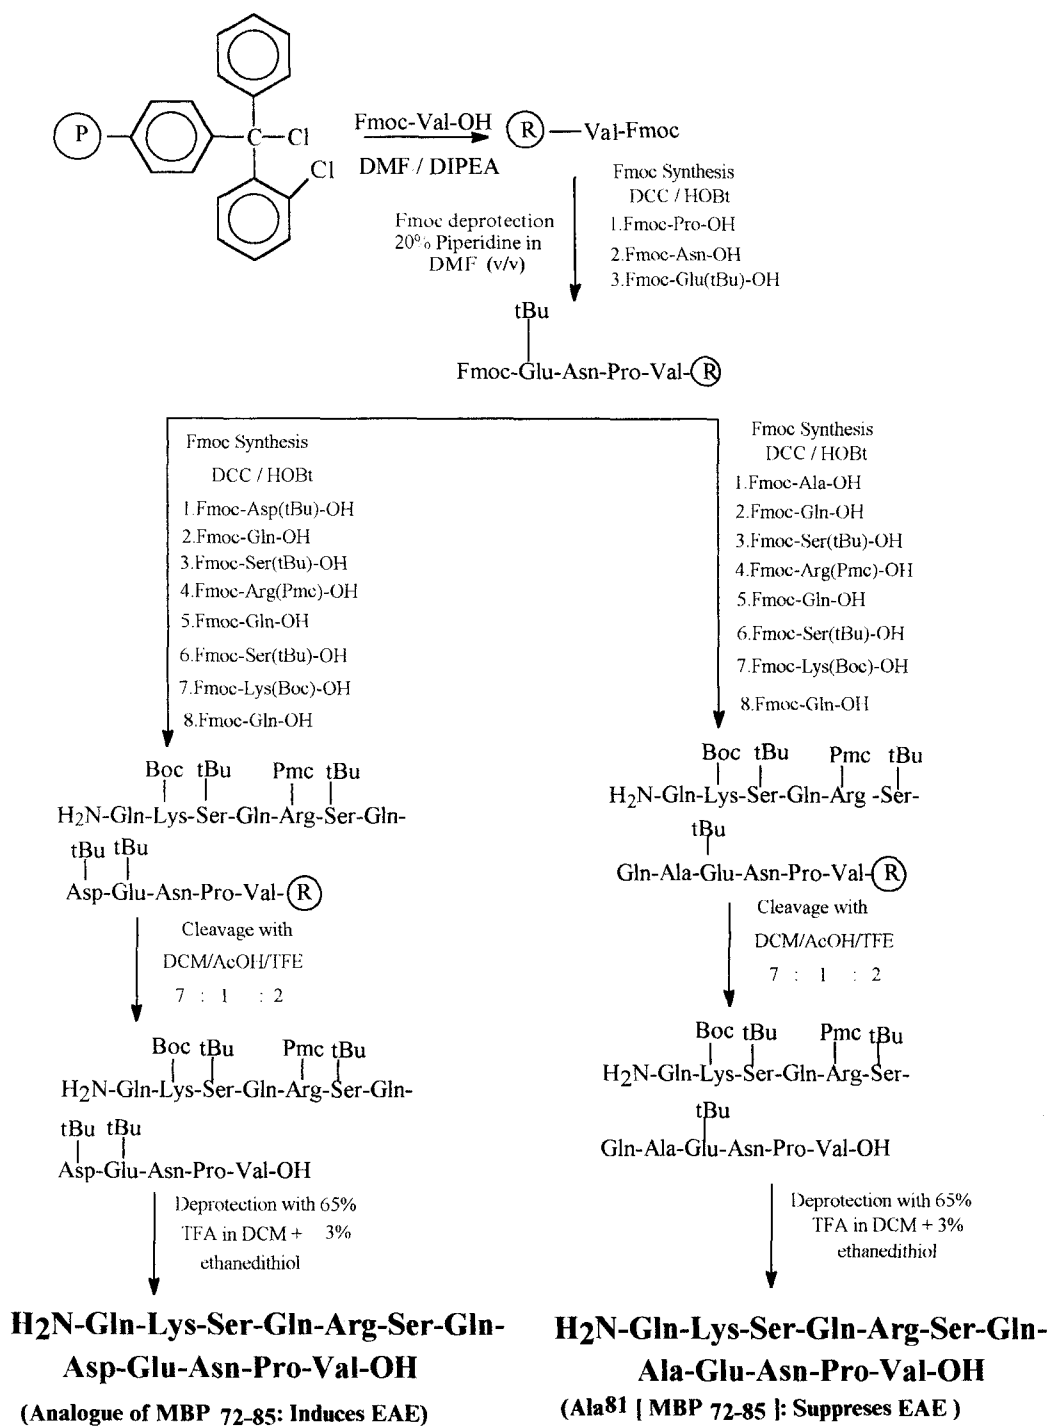 P
C
Cl
Cl
Fmoc-Val-OH
DMF / DIPEA
R
Val-Fmoc
Fmoc deprotection
20% Piperidine in
DMF (v/v)
Fmoc Synthesis
DCC / HOBt
1.Fmoc-Pro-OH
2.Fmoc-Asn-OH
3.Fmoc-Glu(tBu)-OH
tBu
Fmoc-Glu-Asn-Pro-Val-R
Fmoc Synthesis
DCC / HOBt
1.Fmoc-Asp(tBu)-OH
2.Fmoc-Gln-OH
3.Fmoc-Ser(tBu)-OH
4.Fmoc-Arg(Pmc)-OH
5.Fmoc-Gln-OH
6.Fmoc-Ser(tBu)-OH
7.Fmoc-Lys(Boc)-OH
8.Fmoc-Gln-OH
Boc tBu Pmc tBu
H2N-Gln-Lys-Ser-Gln-Arg-Ser-Gln-
tBu tBu
Asp-Glu-Asn-Pro-Val-R
Cleavage with
DCM/AcOH/TFE
7 : 1 : 2
Boc tBu Pmc tBu
H2N-Gln-Lys-Ser-Gln-Arg-Ser-Gln-
tBu tBu
Asp-Glu-Asn-Pro-Val-OH
Deprotection with 65%
TFA in DCM + 3%
ethanedithiol
H2N-Gln-Lys-Ser-Gln-Arg-Ser-Gln-
Asp-Glu-Asn-Pro-Val-OH
(Analogue of MBP 72-85: Induces EAE)
Fmoc Synthesis
DCC / HOBt
1.Fmoc-Ala-OH
2.Fmoc-Gln-OH
3.Fmoc-Ser(tBu)-OH
4.Fmoc-Arg(Pmc)-OH
5.Fmoc-Gln-OH
6.Fmoc-Ser(tBu)-OH
7.Fmoc-Lys(Boc)-OH
8.Fmoc-Gln-OH
Boc tBu Pmc tBu
H2N-Gln-Lys-Ser-Gln-Arg -Ser-
tBu
Gln-Ala-Glu-Asn-Pro-Val-R
Cleavage with
DCM/AcOH/TFE
7 : 1 : 2
Boc tBu Pmc tBu
H2N-Gln-Lys-Ser-Gln-Arg-Ser-
tBu
Gln-Ala-Glu-Asn-Pro-Val-OH
Deprotection with 65%
TFA in DCM + 3%
ethanedithiol
H2N-Gln-Lys-Ser-Gln-Arg-Ser-Gln-
Ala-Glu-Asn-Pro-Val-OH
(Ala81 [ MBP 72-85 ]: Suppreses EAE )